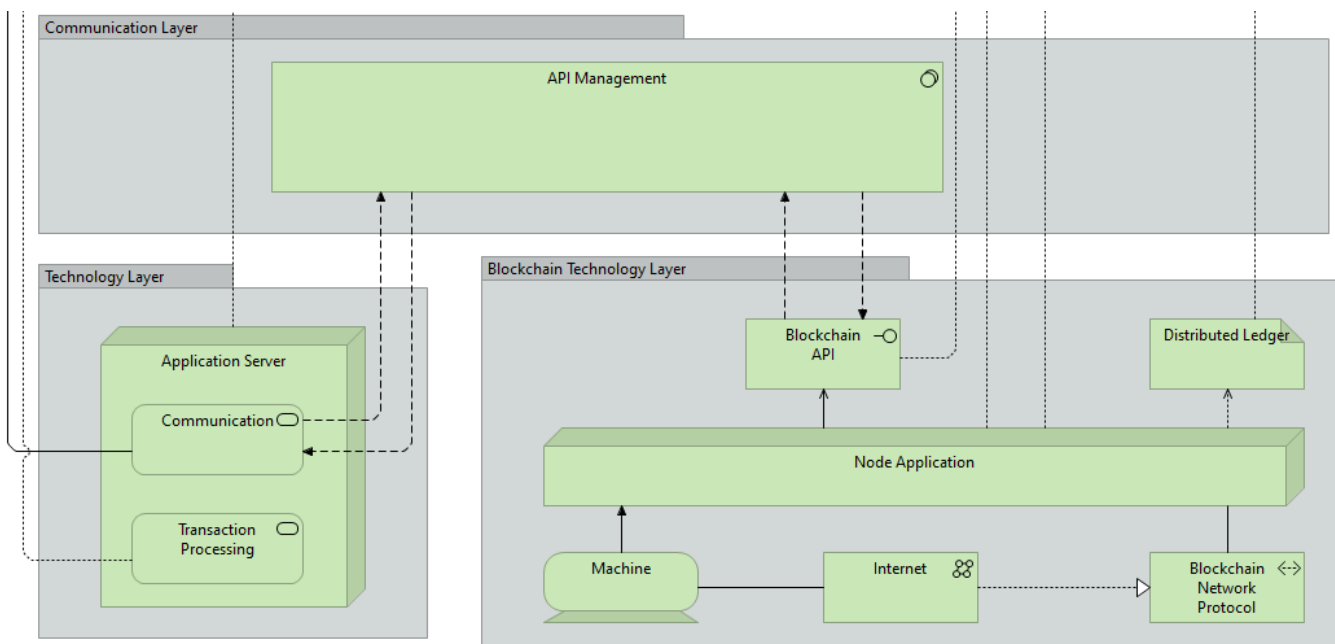 Communication Layer
API Management
Technology Layer
Blockchain Technology Layer
Application Server
Communication
Transaction
Processing
Blockchain
API
Distributed Ledger
Node Application
Machine
Internet
Blockchain
Network
Protocol